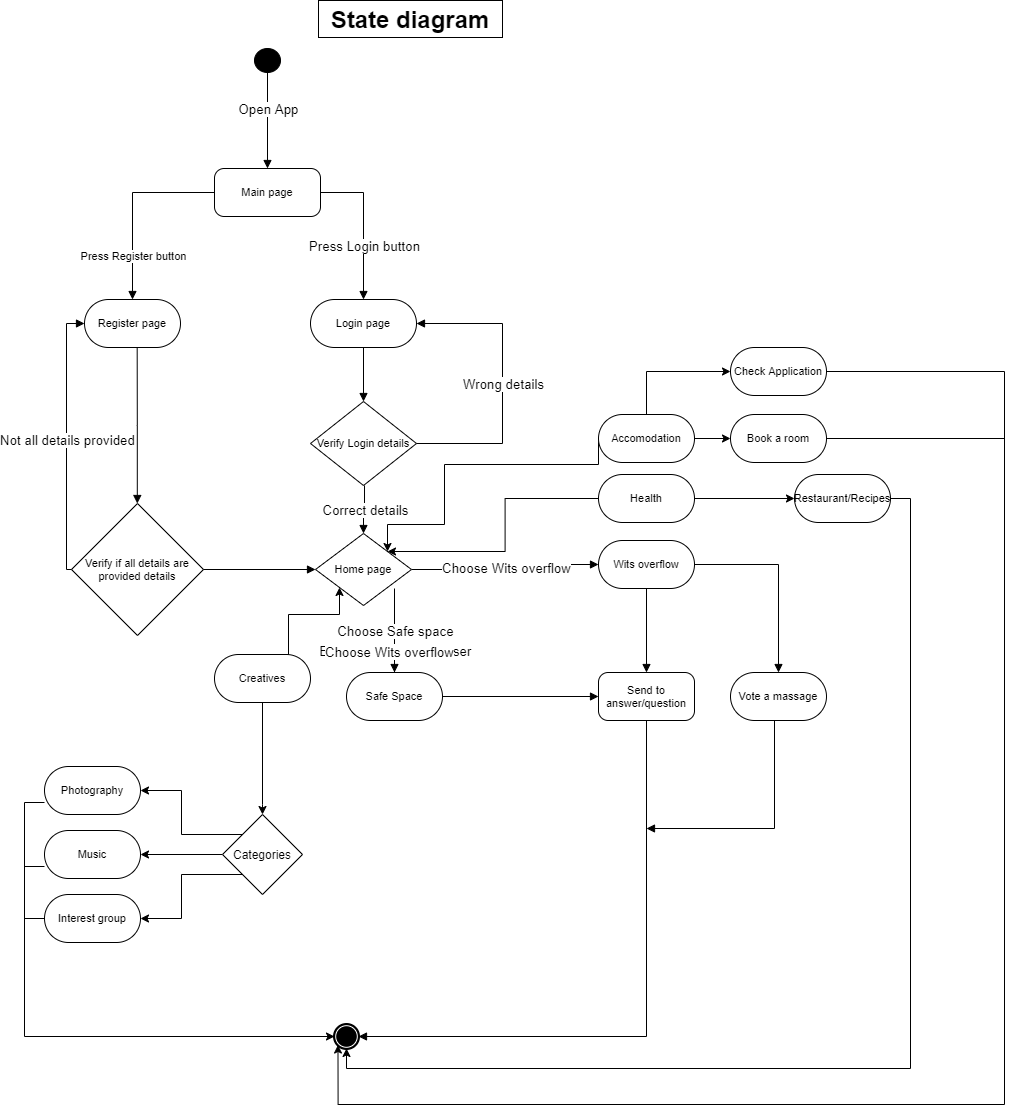 State diagram
Open App
Main page
Press Register button
Press Login button
Register page
Login page
Wrong details
Check Application
Not all details provided
Verify Login details
Accomodation
Book a room
Correct details
Health
Restaurant/Recipes
Verify if all details are
provided details
Home page
Choose Wits overflow
Wits overflow
Choose Safe space
Choose Wits overflow
ser
Creatives
Safe Space
Send to
answer/question
Vote a massage
Photography
Music
Categories
Interest group